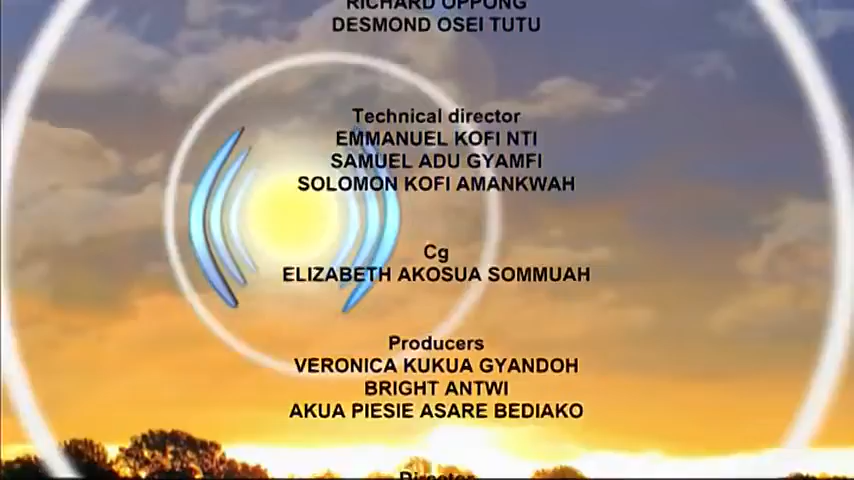 RICHARD OPPONG
DESMOND OSEI TUTU
Technical director
EMMANUEL KOFI NTI
SAMUEL ADU GYAMFI
SOLOMON KOFI AMANKWAH
Cg
ELIZABETH AKOSUA SOMMUAH
Producers
VERONICA KUKUA GYANDOH
BRIGHT ANTWI
AKUA PIESIE ASARE BEDIAKO
Director